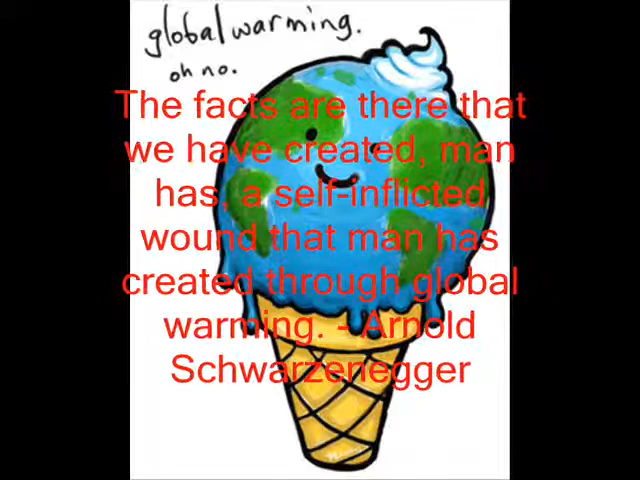 global warming.
oh no.
The facts are there that
we have created, man
has, a self-inflicted
wound that man has
created through global
warming. - Arnold
Schwarzenegger